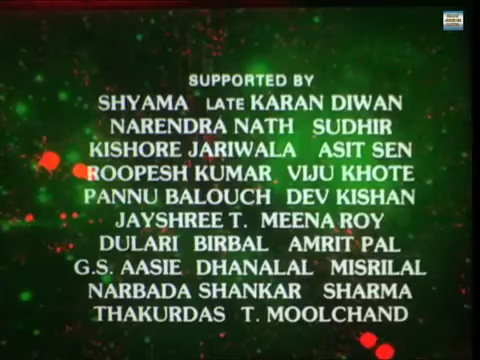 SUPPORTED BY
SHYAMA LATE KARAN DIWAN
NARENDRA NATH SUDHIR
KISHORE JARIWALA ASIT SEN
ROOPESH KUMAR VIJU KHOTE
PANNU BALOUCH DEV KISHAN
JAYSHREE T. MEENA ROY
DULARI BIRBAL AMRIT PAL
G.S. AASIE DHANALAL MISRILAL
NARBADA SHANKAR SHARMA
THAKURDAS T. MOOLCHAND